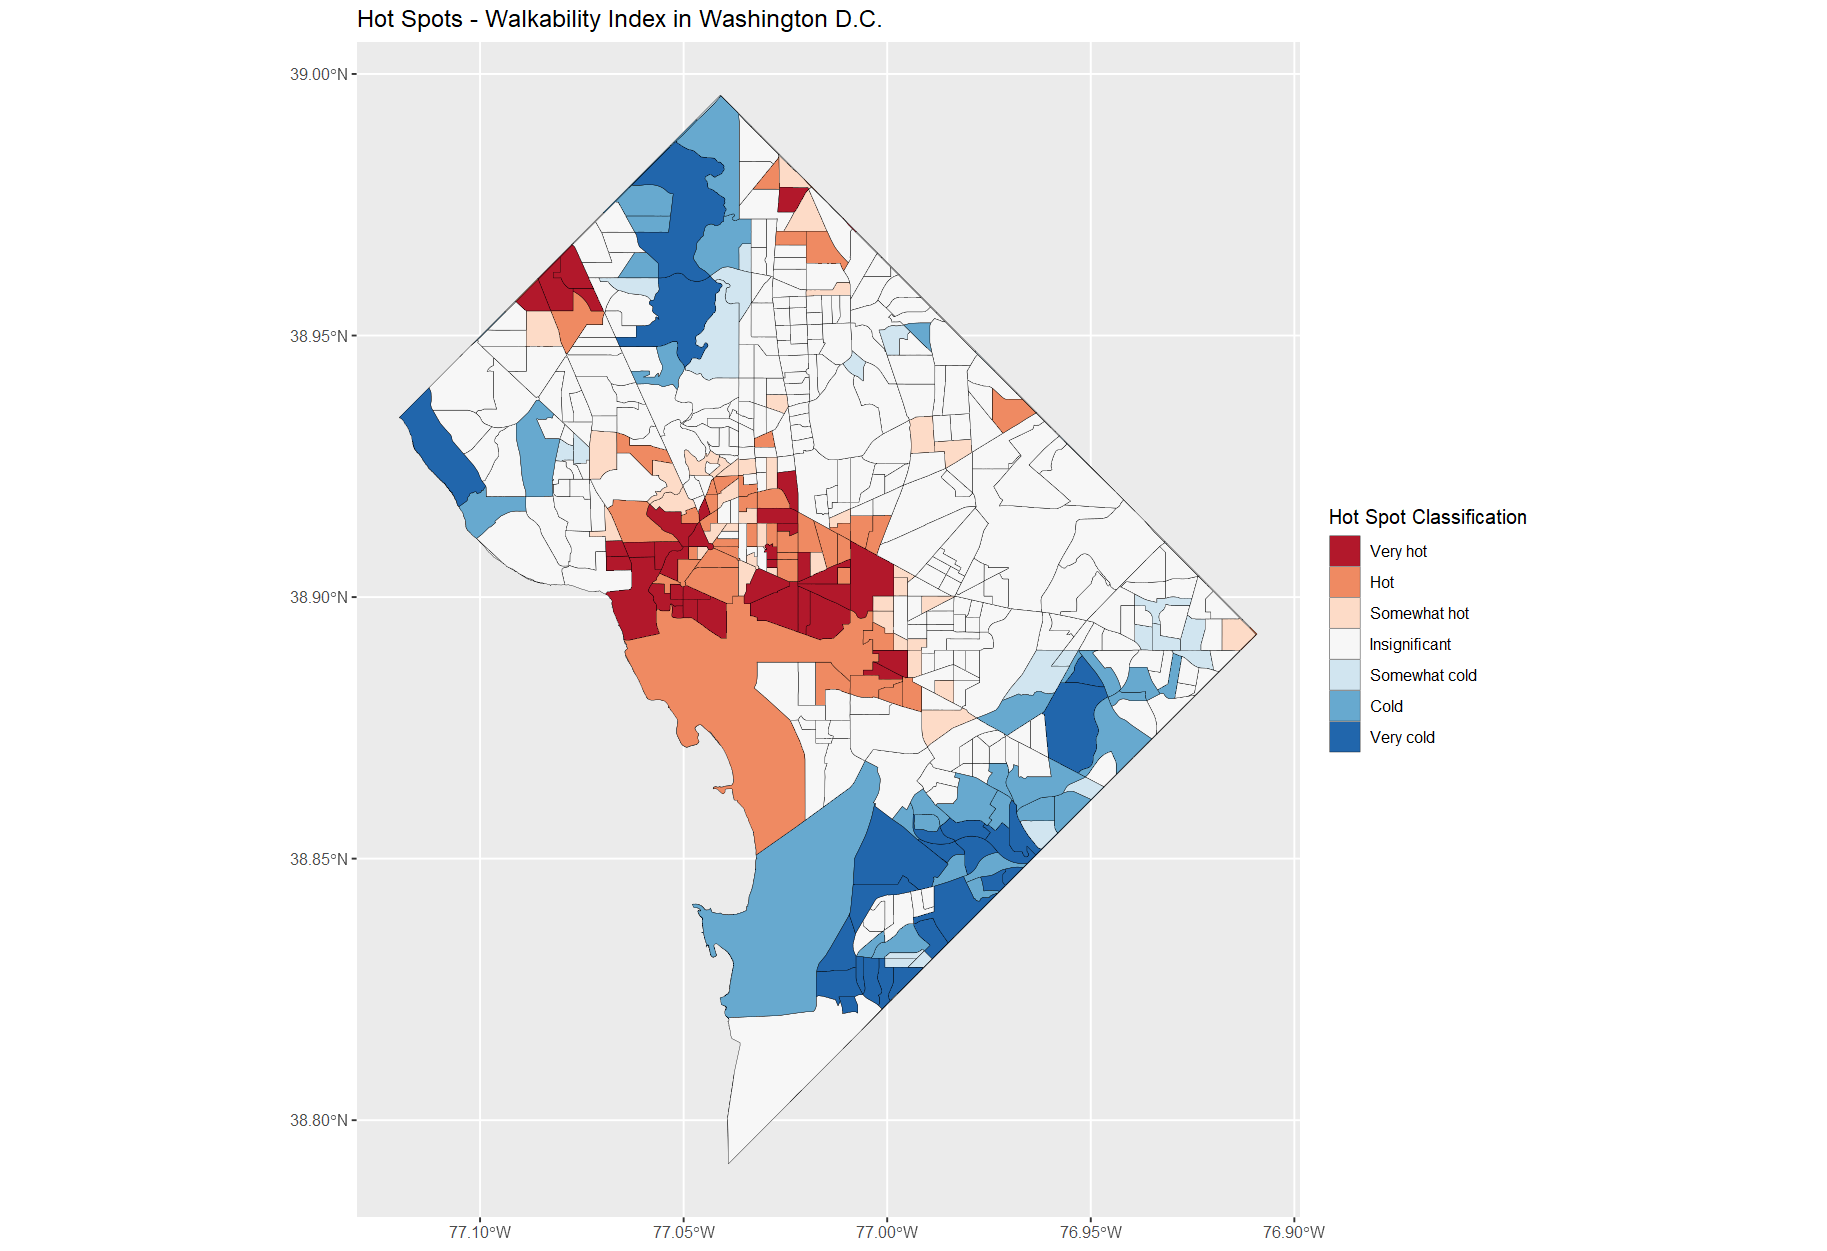 Hot Spots - Walkability Index in Washington D.C.
39.00°N
38.95°N
38.90°N
38.85°N
38.80°N
77.10°W
77.05°W
77.00°W
76.95°W
76.90°W
Hot Spot Classification
Very hot
Hot
Somewhat hot
Insignificant
Somewhat cold
Cold
Very cold